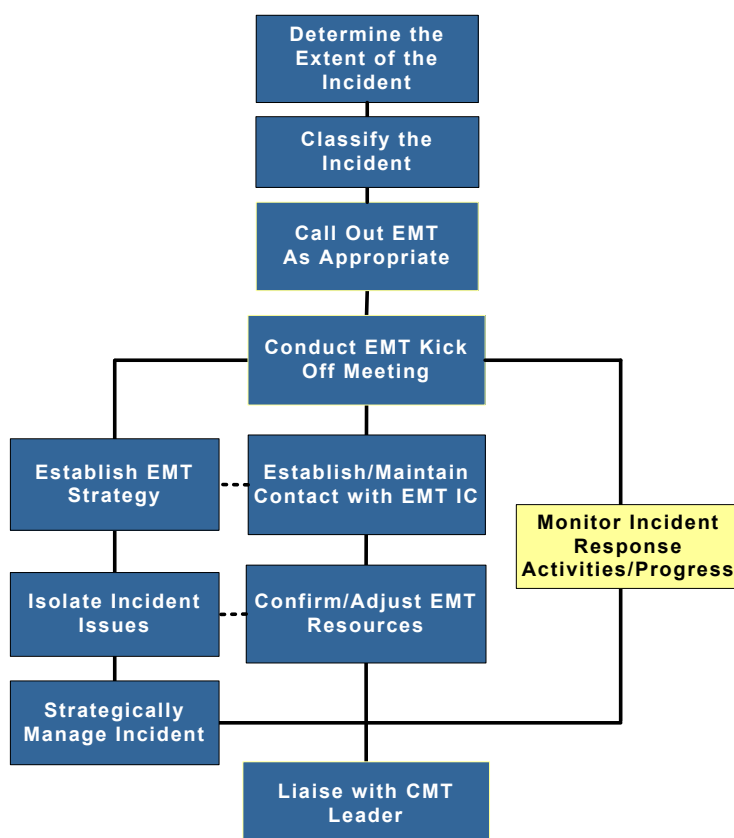 Determine the
Extent of the
Incident
Classify the
Incident
Call Out EMT
As Appropriate
Conduct EMT Kick
Off Meeting
Establish EMT
Strategy
Establish/Maintain
Contact with EMT IC
Monitor Incident
Response
Activities/Progress
Isolate Incident
Issues
Confirm/Adjust EMT
Resources
Strategically
Manage Incident
Liaise with CMT
Leader